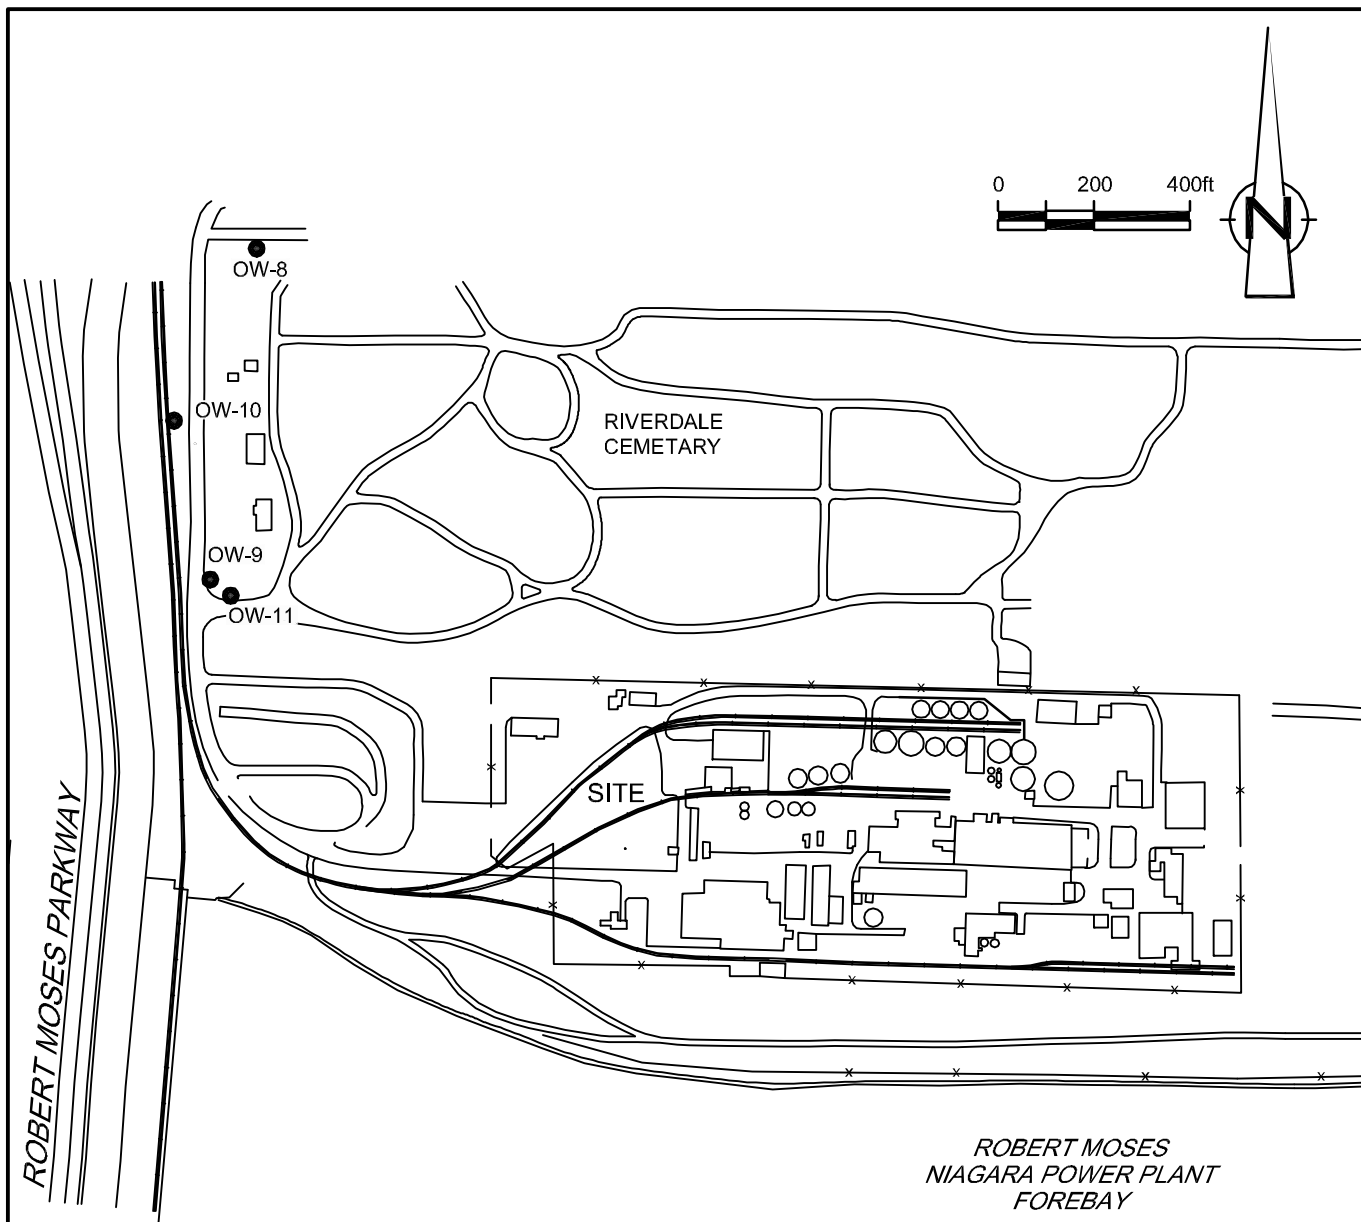 0 200 400ft
N
OW-8
OW-10
RIVERDALE
CEMETARY
OW-9
OW-11
SITE
ROBERT MOSES PARKWAY
ROBERT MOSES
NIAGARA POWER PLANT
FOREBAY